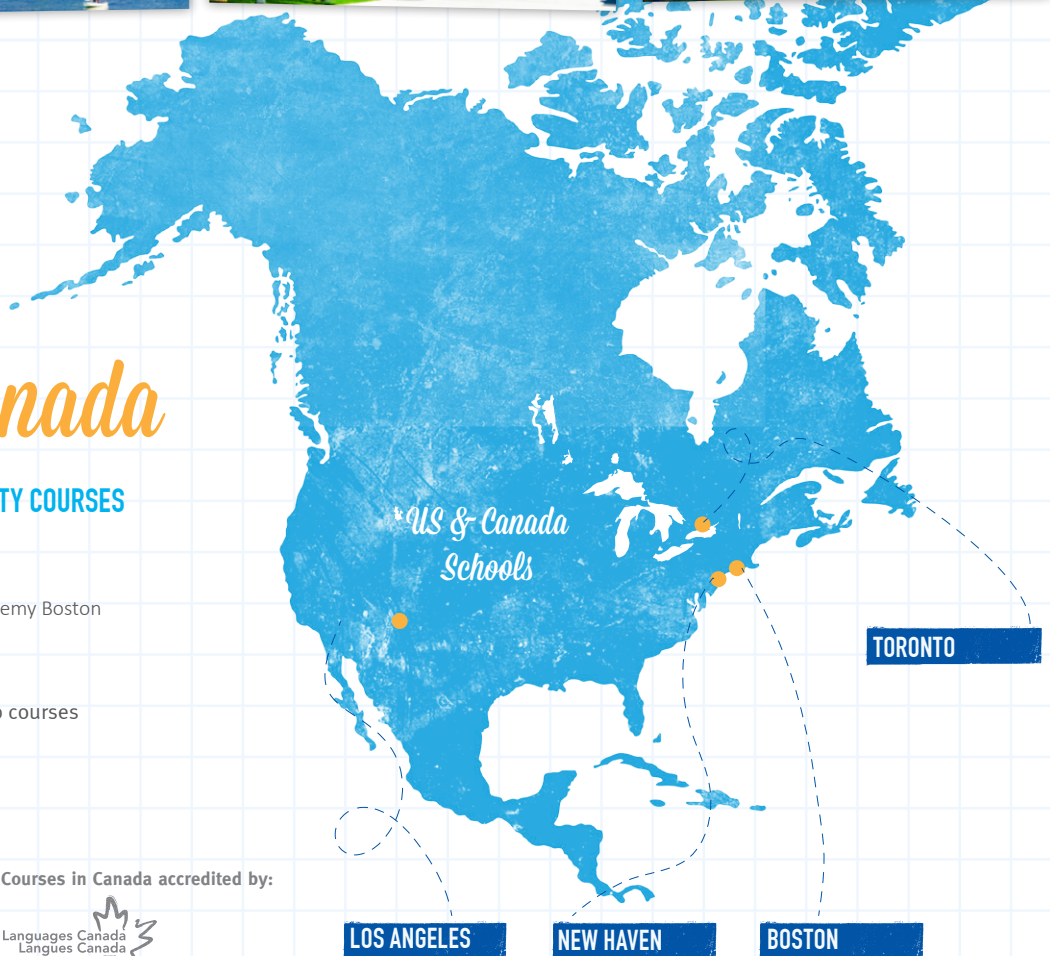 nada
TY COURSES
US & Canada
Schools
emy Boston
TORONTO
courses
Courses in Canada accredited by:
Languages Canada
Langues Canada
LOS ANGELES
NEW HAVEN
BOSTON